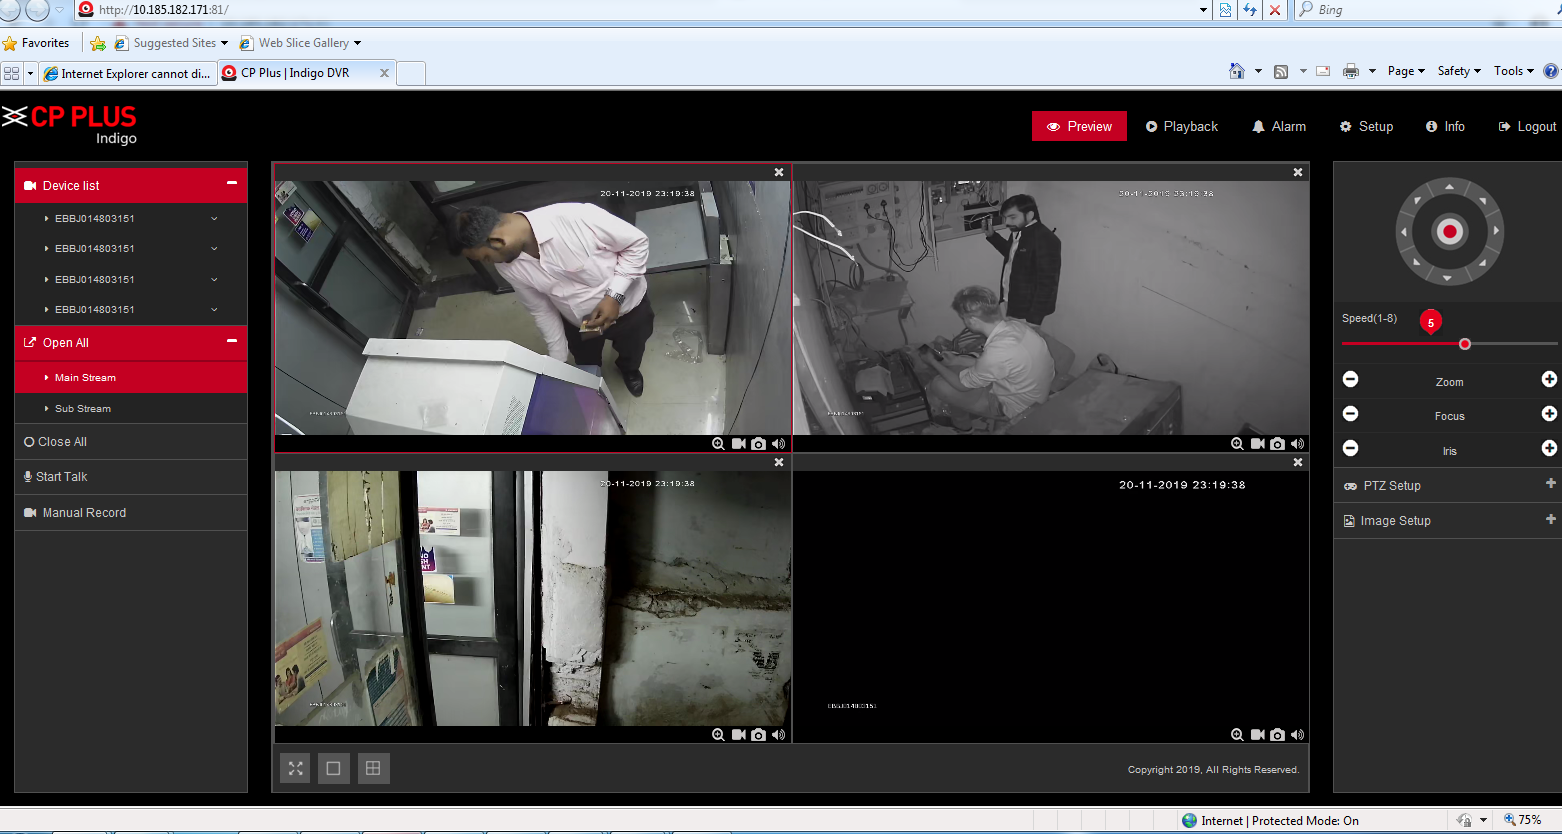 http://10.185.182.171:81/
Bing
Favorites
Suggested Sites
Web Slice Gallery
Internet Explorer cannot di...
CP Plus | Indigo DVR
Page
Safety
Tools
CP PLUS
Indigo
Preview
Playback
Alarm
Setup
Info
Logout
Device list
EBBJ014803151
EBBJ014803151
EBBJ014803151
EBBJ014803151
Open All
Main Stream
Sub Stream
Close All
Start Talk
Manual Record
20-11-2019 23:19:38
20-11-2019 23:19:38
20-11-2019 23:19:38
20-11-2019 23:19:38
EBBJ014803151
EBBJ014803151
Speed(1-8)
5
Zoom
Focus
Iris
PTZ Setup
Image Setup
Copyright 2019, All Rights Reserved.
Internet | Protected Mode: On
75%